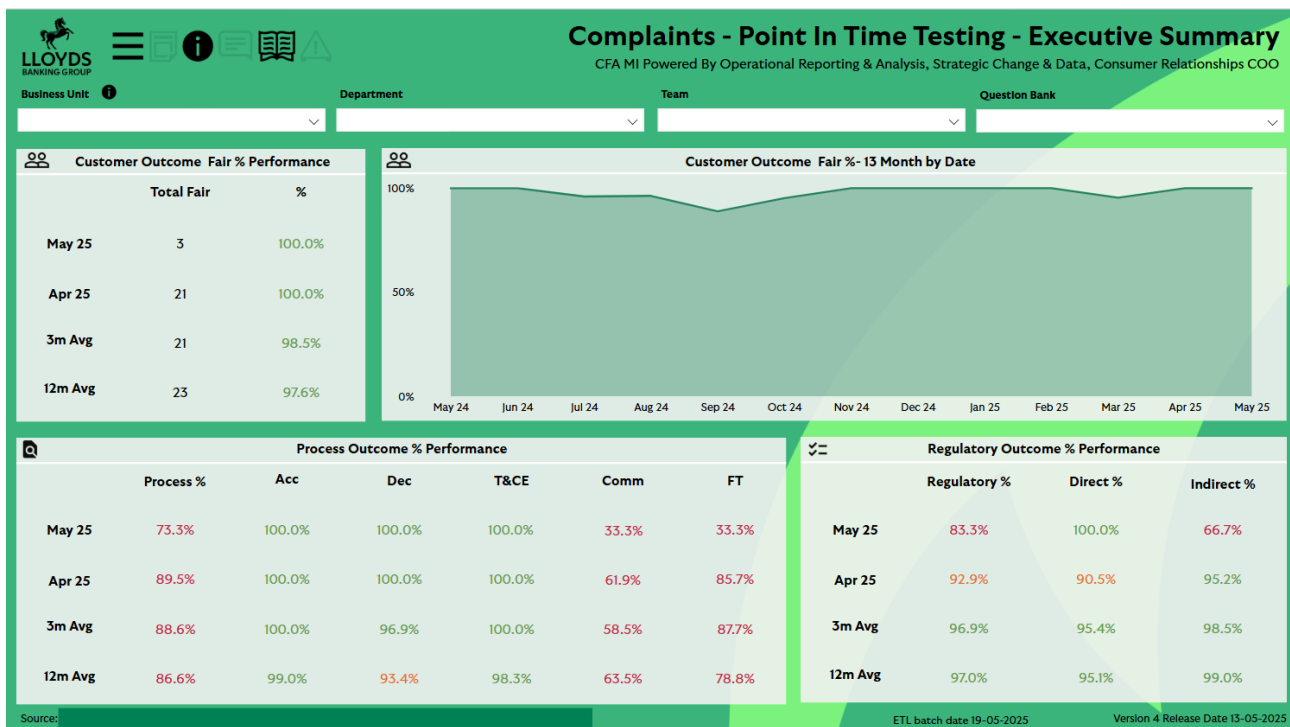 LLOYDS
BANKING GROUP
Complaints - Point In Time Testing - Executive Summary
CFA MI Powered By Operational Reporting & Analysis, Strategic Change & Data, Consumer Relationships COO
Business Unit Department Team Question Bank
Customer Outcome Fair % Performance
Total Fair %
May 25 3 100.0%
Apr 25 21 100.0%
3m Avg 21 98.5%
12m Avg 23 97.6%
Customer Outcome Fair %- 13 Month by Date
100%
50%
0%
May 24 Jun 24 Jul 24 Aug 24 Sep 24 Oct 24 Nov 24 Dec 24 Jan 25 Feb 25 Mar 25 Apr 25 May 25
Process Outcome % Performance
Process % Acc Dec T&CE Comm FT
May 25 73.3% 100.0% 100.0% 100.0% 33.3% 33.3%
Apr 25 89.5% 100.0% 100.0% 100.0% 61.9% 85.7%
3m Avg 88.6% 100.0% 96.9% 100.0% 58.5% 87.7%
12m Avg 86.6% 99.0% 93.4% 98.3% 63.5% 78.8%
Regulatory Outcome % Performance
Regulatory % Direct % Indirect %
May 25 83.3% 100.0% 66.7%
Apr 25 92.9% 90.5% 95.2%
3m Avg 96.9% 95.4% 98.5%
12m Avg 97.0% 95.1% 99.0%
Source:
ETL batch date 19-05-2025
Version 4 Release Date 13-05-2025